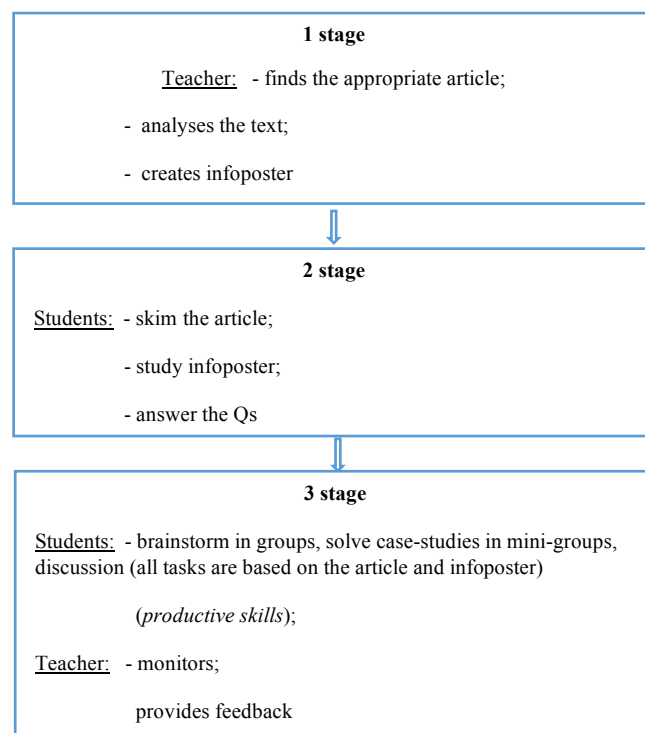 1 stage
Teacher: - finds the appropriate article;
- analyses the text;
- creates infoposter
2 stage
Students: - skim the article;
- study infoposter;
- answer the Qs
3 stage
Students: - brainstorm in groups, solve case-studies in mini-groups,
discussion (all tasks are based on the article and infoposter)
(productive skills);
Teacher: - monitors;
provides feedback